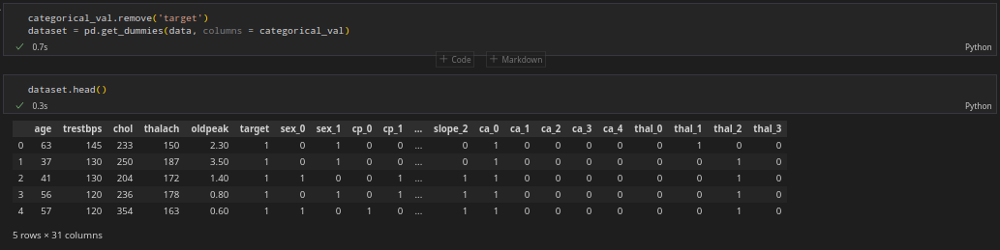 categorical_val.remove('target')
dataset = pd.get_dummies(data, columns = categorical_val)
✓ 0.7s Python
+ Code + Markdown
dataset.head()
✓ 0.3s Python
age trestbps chol thalach oldpeak target sex_0 sex_1 cp_0 cp_1 ... slope_2 ca_0 ca_1 ca_2 ca_3 ca_4 thal_0 thal_1 thal_2 thal_3
0 63 145 233 150 2.30 1 0 1 0 0 ... 0 1 0 0 0 0 0 1 0 0
1 37 130 250 187 3.50 1 0 1 0 0 ... 0 1 0 0 0 0 0 0 1 0
2 41 130 204 172 1.40 1 1 0 0 1 ... 1 1 0 0 0 0 0 0 1 0
3 56 120 236 178 0.80 1 0 1 0 1 ... 1 1 0 0 0 0 0 0 1 0
4 57 120 354 163 0.60 1 1 0 1 0 ... 1 1 0 0 0 0 0 0 1 0
5 rows × 31 columns